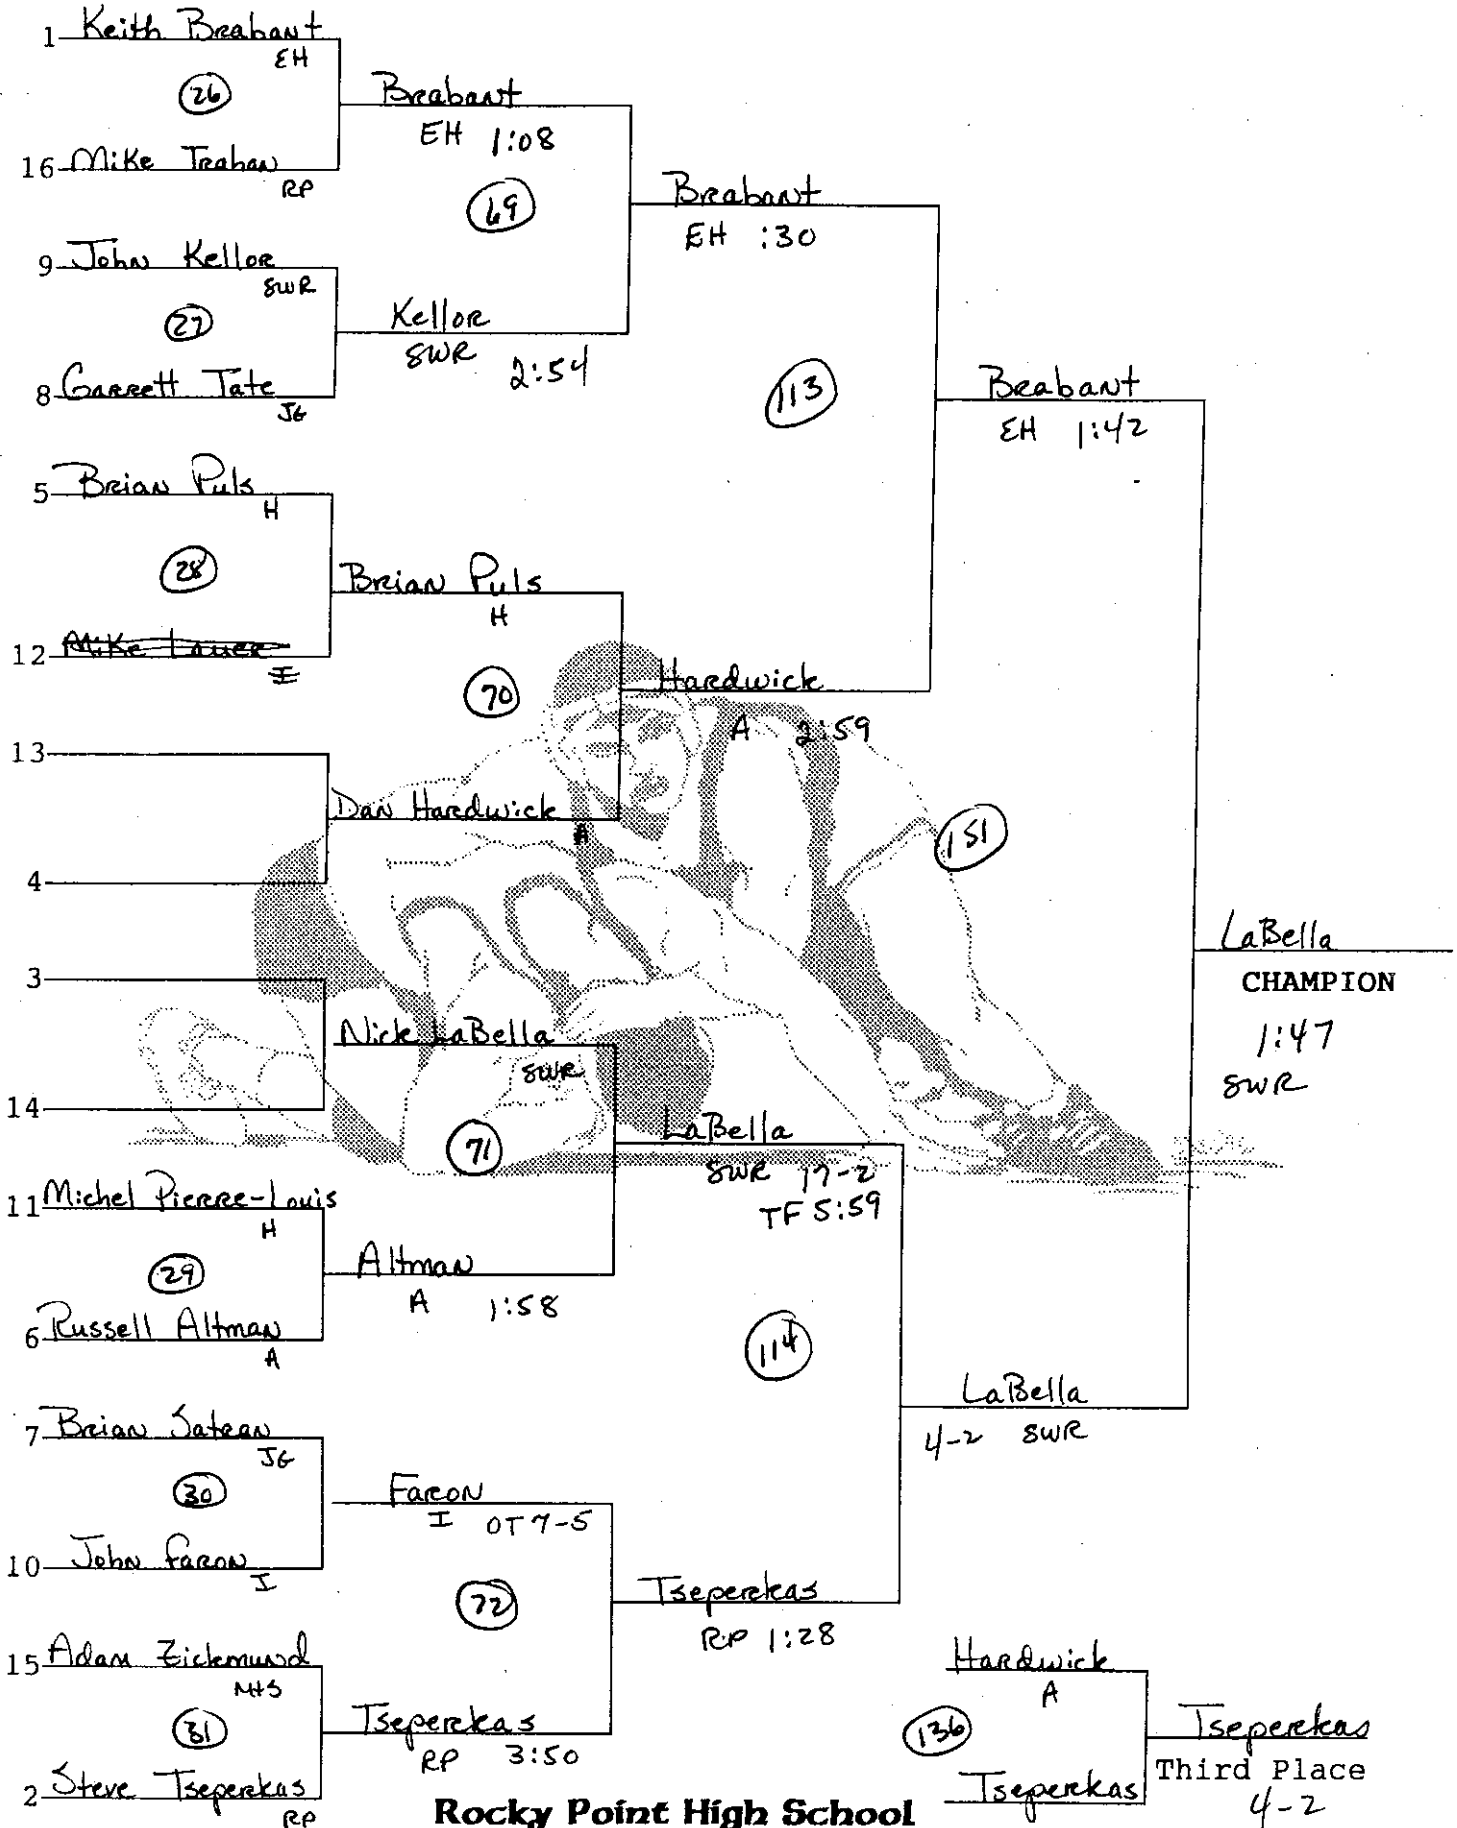 1 Keith Brabant
EH
26
16 Mike Trahan
RP
Brabant
EH 1:08
69
9 John Kellor
SWR
27
8 Garrett Tate
JG
Kellor
SWR 2:54
Brabant
EH :30
113
5 Brian Puls
H
28
12 Mike Lauer
I
Brian Puls
H
70
13
Dan Hardwick
A
4
Hardwick
A 2:59
Brabant
EH 1:42
151
3
Nick LaBella
SWR
14
71
11 Michel Pierre-Louis
H
29
6 Russell Altman
A
Altman
A 1:58
LaBella
SWR 17-2
TF 5:59
114
7 Brian Satran
JG
30
10 John Faron
I
Faron
I OT 7-5
72
15 Adam Zickmund
MHS
31
2 Steve Tseperkas
RP
Tseperkas
RP 3:50
Tseperkas
RP 1:28
LaBella
4-2 SWR
LaBella
CHAMPION
1:47
SWR
Hardwick
A
136
Tseperkas
Tseperkas
Third Place
4-2
Rocky Point High School